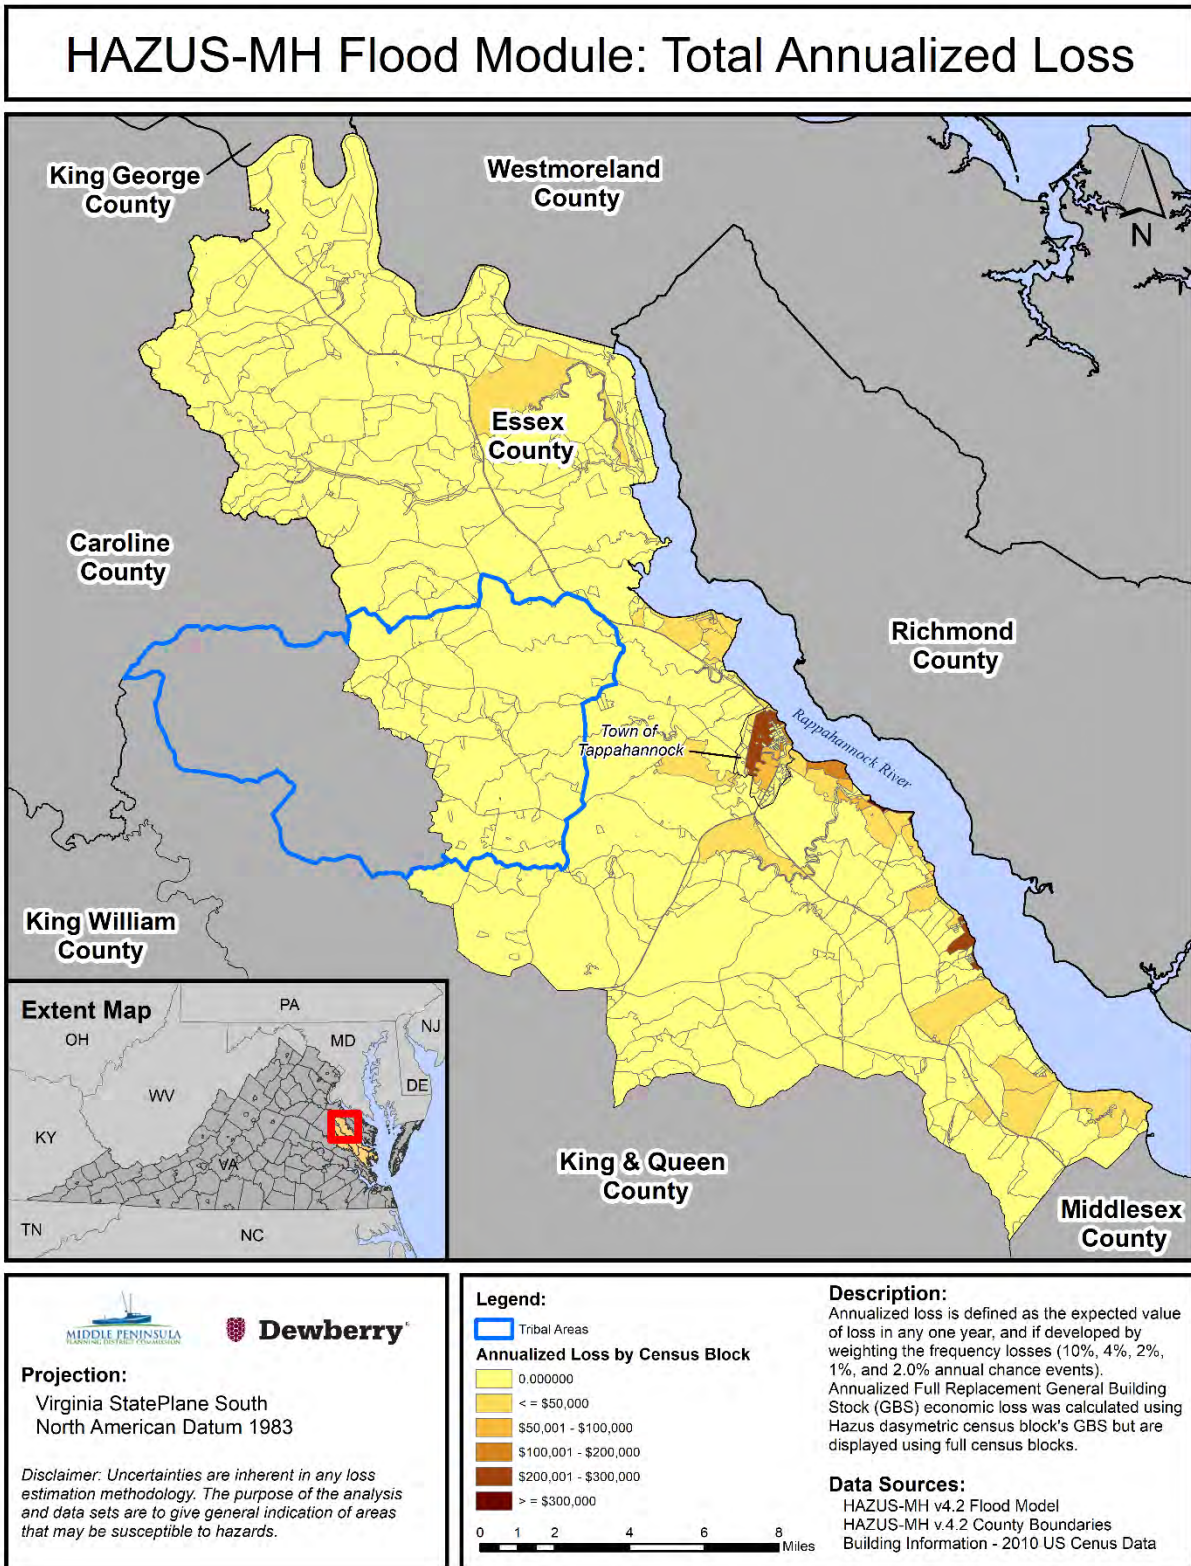 HAZUS-MH Flood Module: Total Annualized Loss
King George
County
Westmoreland
County
N
Essex
County
Caroline
County
Richmond
County
Town of
Tappahannock
Rappahannock River
King William
County
King & Queen
County
Middlesex
County
Extent Map
PA
OH
NJ
MD
DE
WV
KY
VA
TN
NC
MIDDLE PENINSULA
PLANNING DISTRICT COMMISSION
Dewberry
Projection:
Virginia StatePlane South
North American Datum 1983
Disclaimer: Uncertainties are inherent in any loss
estimation methodology. The purpose of the analysis
and data sets are to give general indication of areas
that may be susceptible to hazards.
Legend:
Tribal Areas
Annualized Loss by Census Block
0.000000
< = $50,000
$50,001 - $100,000
$100,001 - $200,000
$200,001 - $300,000
> = $300,000
0 1 2 4 6 8 Miles
Description:
Annualized loss is defined as the expected value
of loss in any one year, and if developed by
weighting the frequency losses (10%, 4%, 2%,
1%, and 2.0% annual chance events).
Annualized Full Replacement General Building
Stock (GBS) economic loss was calculated using
Hazus dasymetric census block's GBS but are
displayed using full census blocks.
Data Sources:
HAZUS-MH v4.2 Flood Model
HAZUS-MH v.4.2 County Boundaries
Building Information - 2010 US Cenus Data